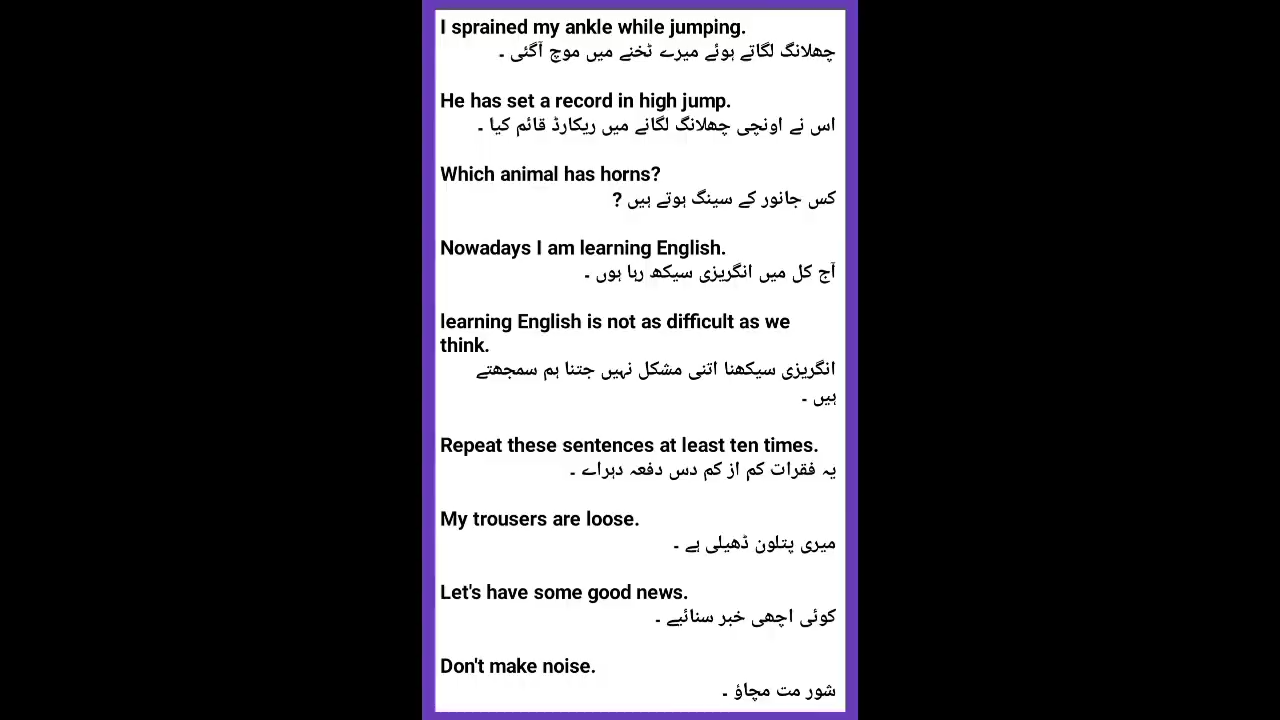 I sprained my ankle while jumping.
چھلانگ لگاتے ہوئے میرے ٹخنے میں موچ آگئی ۔
He has set a record in high jump.
اس نے اونچی چھلانگ لگانے میں ریکارڈ قائم کیا ۔
Which animal has horns?
کس جانور کے سینگ ہوتے ہیں ?
Nowadays I am learning English.
آج کل میں انگریزی سیکھ رہا ہوں ۔
learning English is not as difficult as we
think.
انگریزی سیکھنا اتنی مشکل نہیں جتنا ہم سمجھتے
ہیں ۔
Repeat these sentences at least ten times.
یہ فقرات کم از کم دس دفعہ دہراے ۔
My trousers are loose.
میری پتلون ڈھیلی ہے ۔
Let's have some good news.
کوئی اچھی خبر سنائیے ۔
Don't make noise.
شور مت مچاؤ ۔